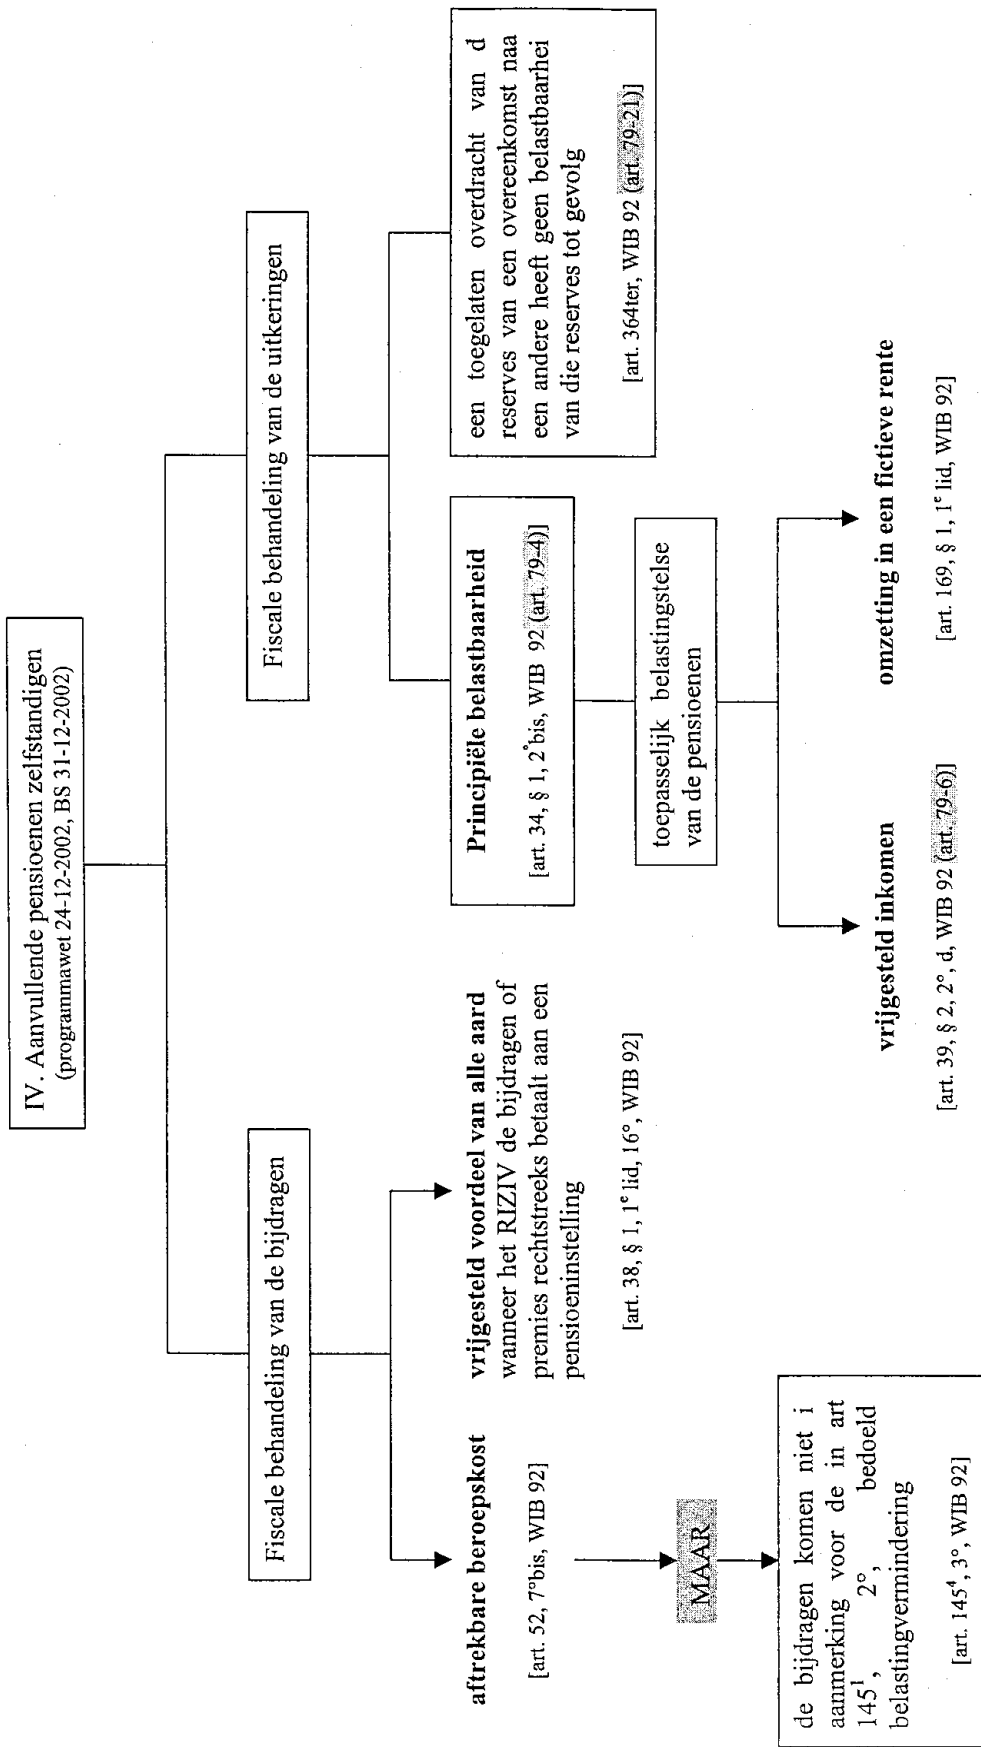 IV. Aanvullende pensioenen zelfstandigen
(programmawet 24-12-2002, BS 31-12-2002)
Fiscale behandeling van de bijdragen
aftrekbare beroepskost
[art. 52, 7°bis, WIB 92]
MAAR
de bijdragen komen niet i
aanmerking voor de in art
145¹, 2°, bedoeld
belastingvermindering
[art. 145⁴, 3°, WIB 92]
vrijgesteld voordeel van alle aard
wanneer het RIZIV de bijdragen of
premies rechtstreeks betaalt aan een
pensioeninstelling
[art. 38, § 1, 1ᵉ lid, 16°, WIB 92]
Fiscale behandeling van de uitkeringen
Principiële belastbaarheid
[art. 34, § 1, 2°bis, WIB 92 (art. 79-4)]
toepasselijk belastingstelse
van de pensioenen
vrijgesteld inkomen
[art. 39, § 2, 2°, d, WIB 92 (art. 79-6)]
omzetting in een fictieve rente
[art. 169, § 1, 1ᵉ lid, WIB 92]
een toegelaten overdracht van d
reserves van een overeenkomst naa
een andere heeft geen belastbaarhei
van die reserves tot gevolg
[art. 364ter, WIB 92 (art. 79-21)]